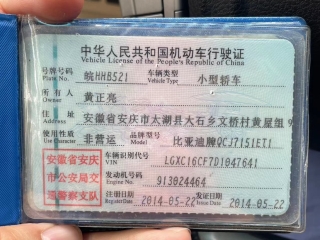 中华人民共和国机动车行驶证
Vehicle License of the People's Republic of China
号牌号码 Plate No. 皖HHB521 车辆类型 Vehicle Type 小型轿车
所有人 Owner 黄正亮
住址 Address 安徽省安庆市太湖县大石乡文桥村黄屋组9
使用性质 Use Character 非营运 品牌型号 Model 比亚迪牌QCJ7151ET1
安徽省安庆市公安局交通警察支队
车辆识别代号 VIN LGXC16CF7D1047641
发动机号码 Engine No. 913024464
注册日期 Register Date 2014-05-22 发证日期 Issue Date 2014-05-22